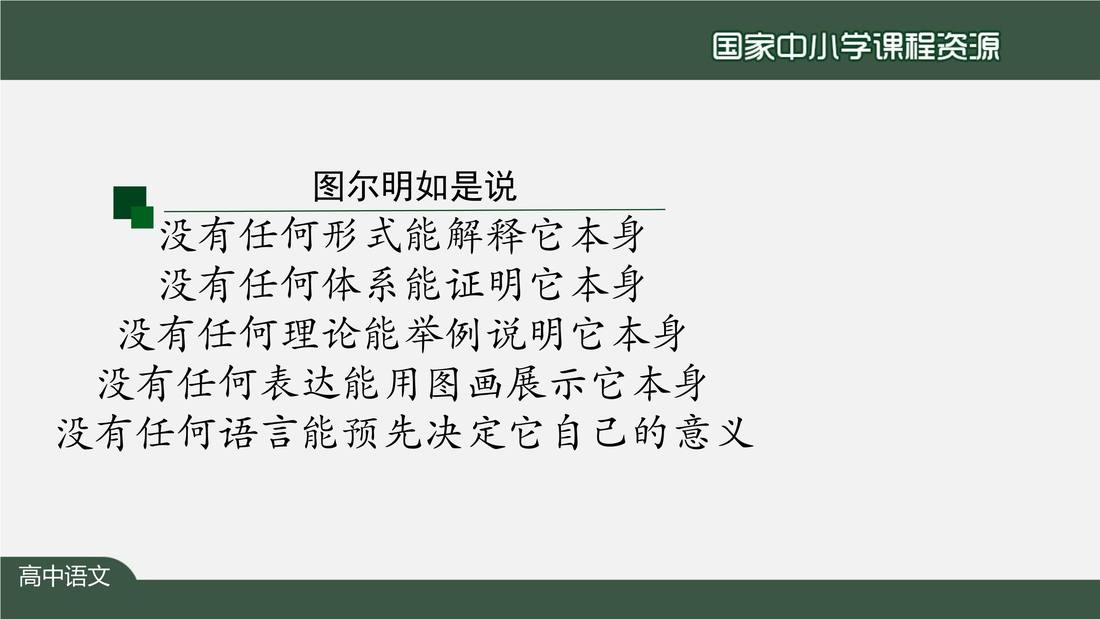 国家中小学课程资源
图尔明如是说
没有任何形式能解释它本身
没有任何体系能证明它本身
没有任何理论能举例说明它本身
没有任何表达能用图画展示它本身
没有任何语言能预先决定它自己的意义
高中语文